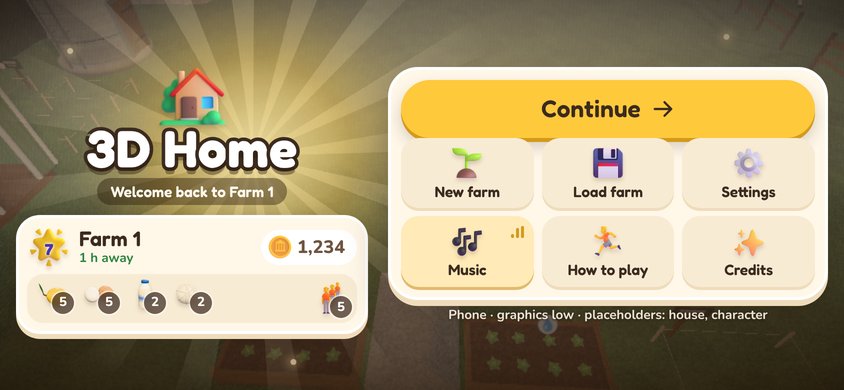 3D Home
Welcome back to Farm 1
7
Farm 1
1 h away
1,234
5
5
2
2
5
Continue →
New farm
Load farm
Settings
Music
How to play
Credits
Phone · graphics low · placeholders: house, character